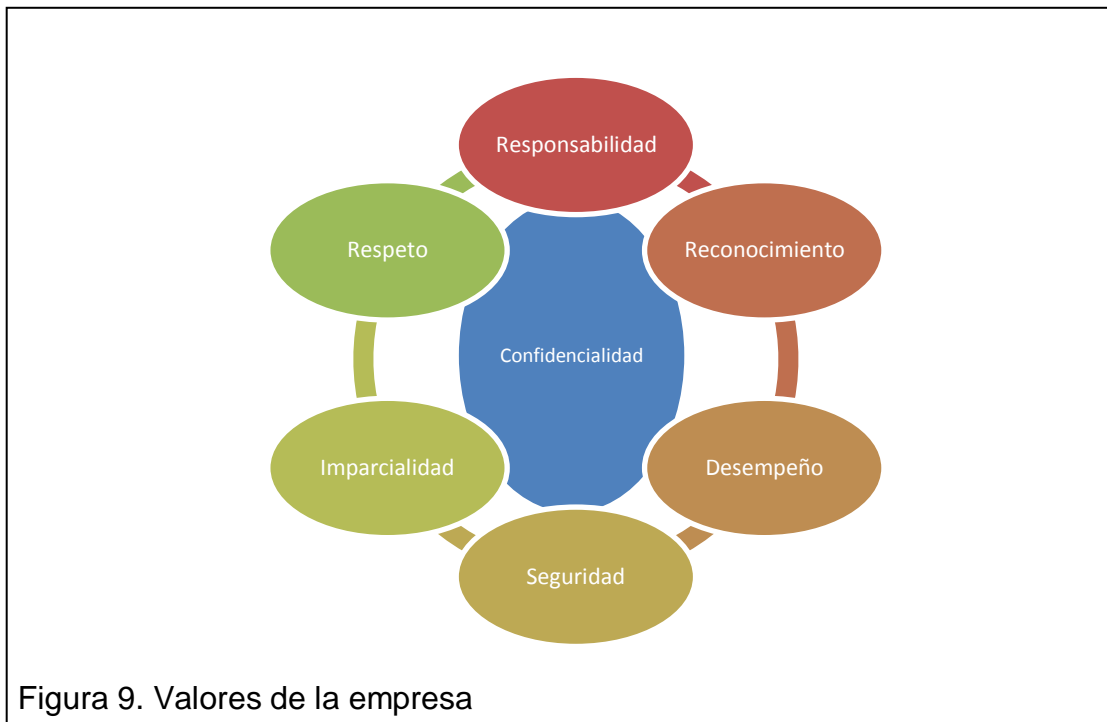 Responsabilidad
Respeto
Reconocimiento
Confidencialidad
Imparcialidad
Desempeño
Seguridad
Figura 9. Valores de la empresa